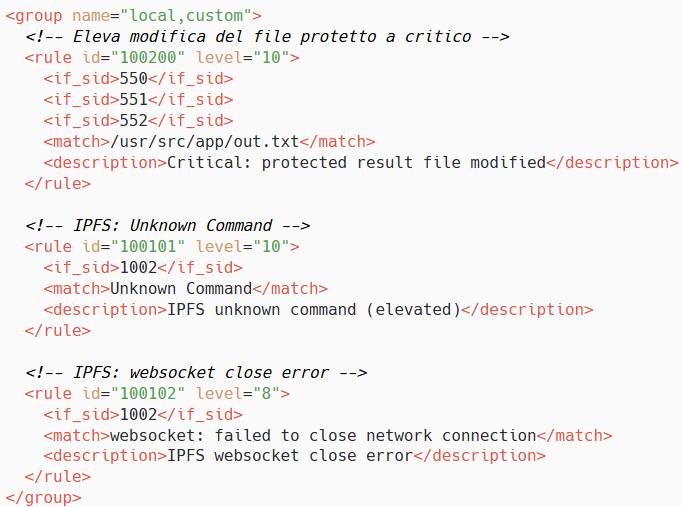 <group name="local,custom">
  <!-- Eleva modifica del file protetto a critico -->
  <rule id="100200" level="10">
    <if_sid>550</if_sid>
    <if_sid>551</if_sid>
    <if_sid>552</if_sid>
    <match>/usr/src/app/out.txt</match>
    <description>Critical: protected result file modified</description>
  </rule>

  <!-- IPFS: Unknown Command -->
  <rule id="100101" level="10">
    <if_sid>1002</if_sid>
    <match>Unknown Command</match>
    <description>IPFS unknown command (elevated)</description>
  </rule>

  <!-- IPFS: websocket close error -->
  <rule id="100102" level="8">
    <if_sid>1002</if_sid>
    <match>websocket: failed to close network connection</match>
    <description>IPFS websocket close error</description>
  </rule>
</group>